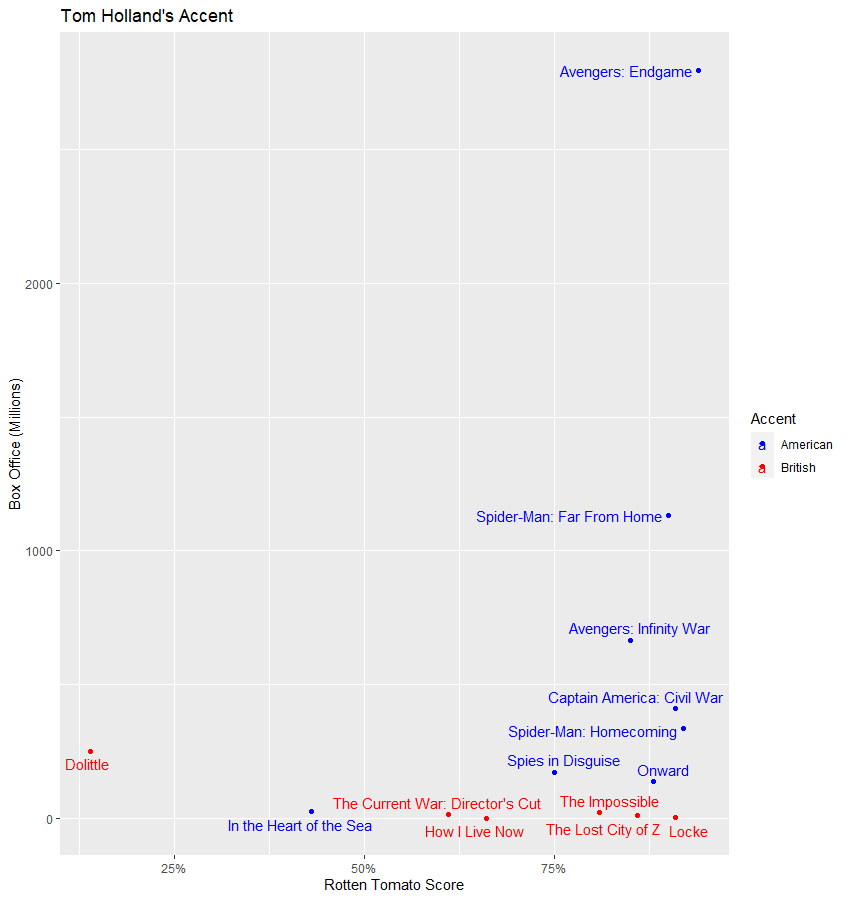 Tom Holland's Accent
Avengers: Endgame
2000
Accent
a American
a British
Box Office (Millions)
Spider-Man: Far From Home
1000
Avengers: Infinity War
Captain America: Civil War
Spider-Man: Homecoming
Spies in Disguise
Onward
Dolittle
The Current War: Director's Cut
The Impossible
0
In the Heart of the Sea
How I Live Now
The Lost City of Z
Locke
25%
50%
75%
Rotten Tomato Score